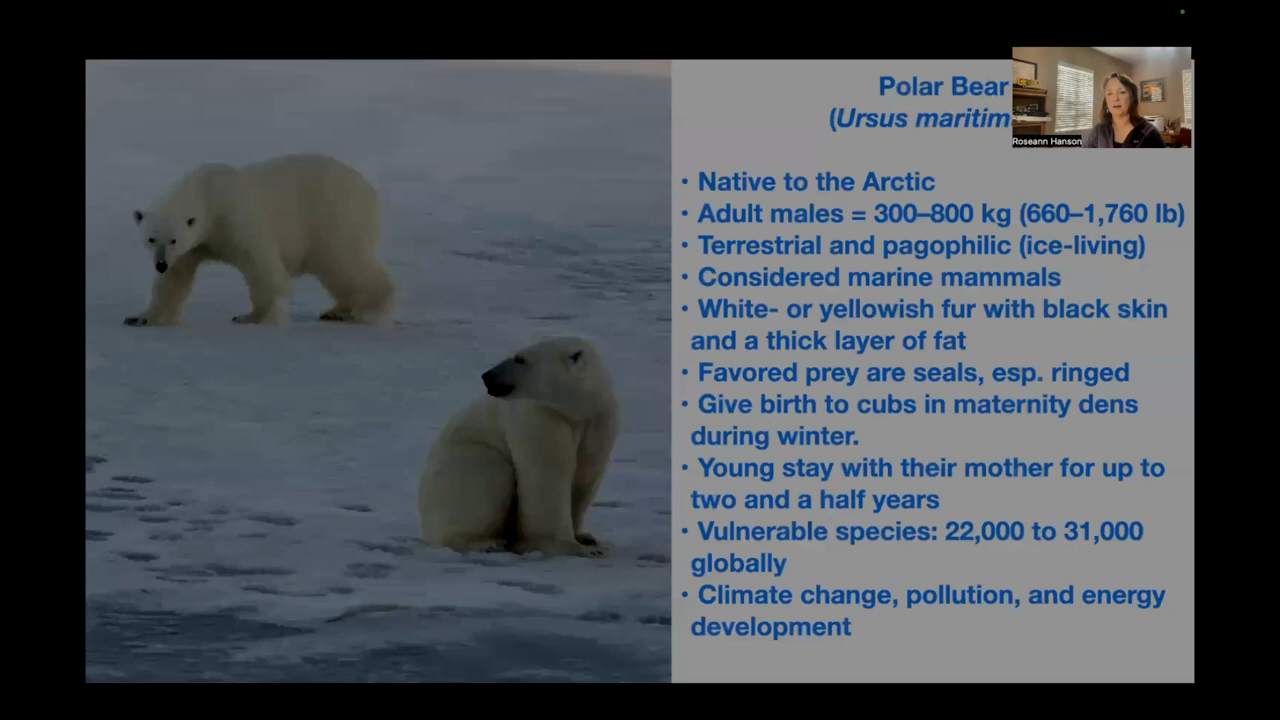 Polar Bear
(Ursus maritim
Roseann Hanson
• Native to the Arctic
• Adult males = 300–800 kg (660–1,760 lb)
• Terrestrial and pagophilic (ice-living)
• Considered marine mammals
• White- or yellowish fur with black skin
and a thick layer of fat
• Favored prey are seals, esp. ringed
• Give birth to cubs in maternity dens
during winter.
• Young stay with their mother for up to
two and a half years
• Vulnerable species: 22,000 to 31,000
globally
• Climate change, pollution, and energy
development